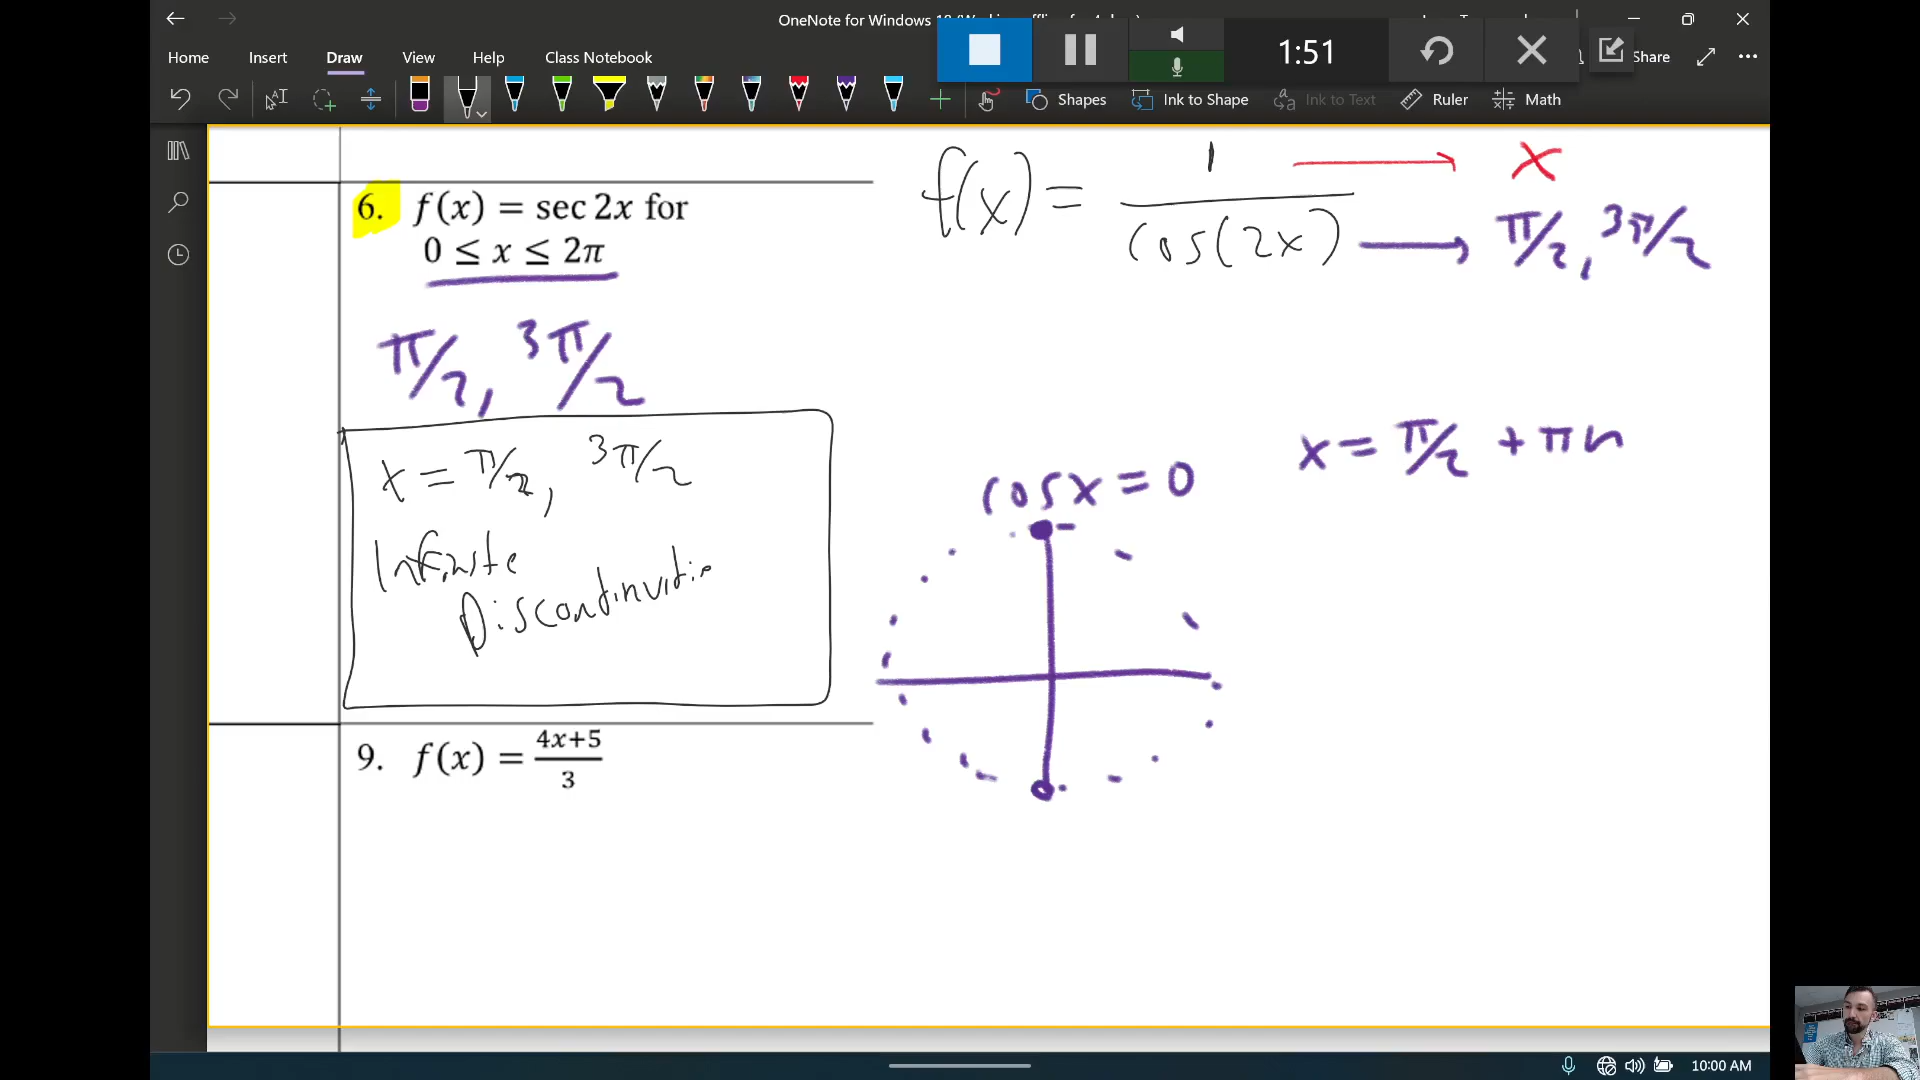 OneNote for Windows 10
1:51
Home Insert Draw View Help Class Notebook
Share
Shapes Ink to Shape Ink to Text Ruler Math
f(x) = 1 / cos(2x)
→ x
→ π/2, 3π/2
6. f(x) = sec 2x for
0 ≤ x ≤ 2π
π/2, 3π/2
x = π/2, 3π/2
Infinite
cos x = 0
x = π/2 + πn
9. f(x) = 4x+5 / 3
10:00 AM